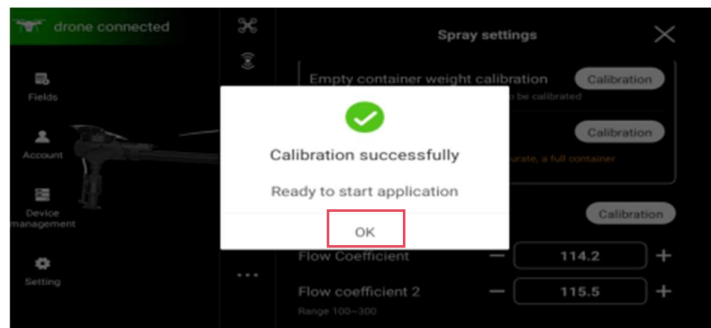 drone connected
Fields
Account
Device
management
Setting
Spray settings
Empty container weight calibration
Calibration
be calibrated
Calibration
urate, a full container
Calibration successfully
Ready to start application
OK
Calibration
Flow Coefficient
114.2
Flow coefficient 2
115.5
Range 100~300